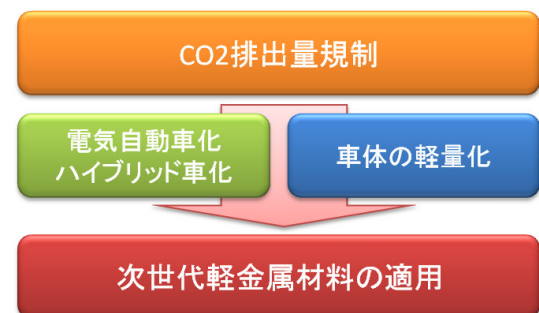 CO2排出量規制
電気自動車化
ハイブリッド車化
車体の軽量化
次世代軽金属材料の適用